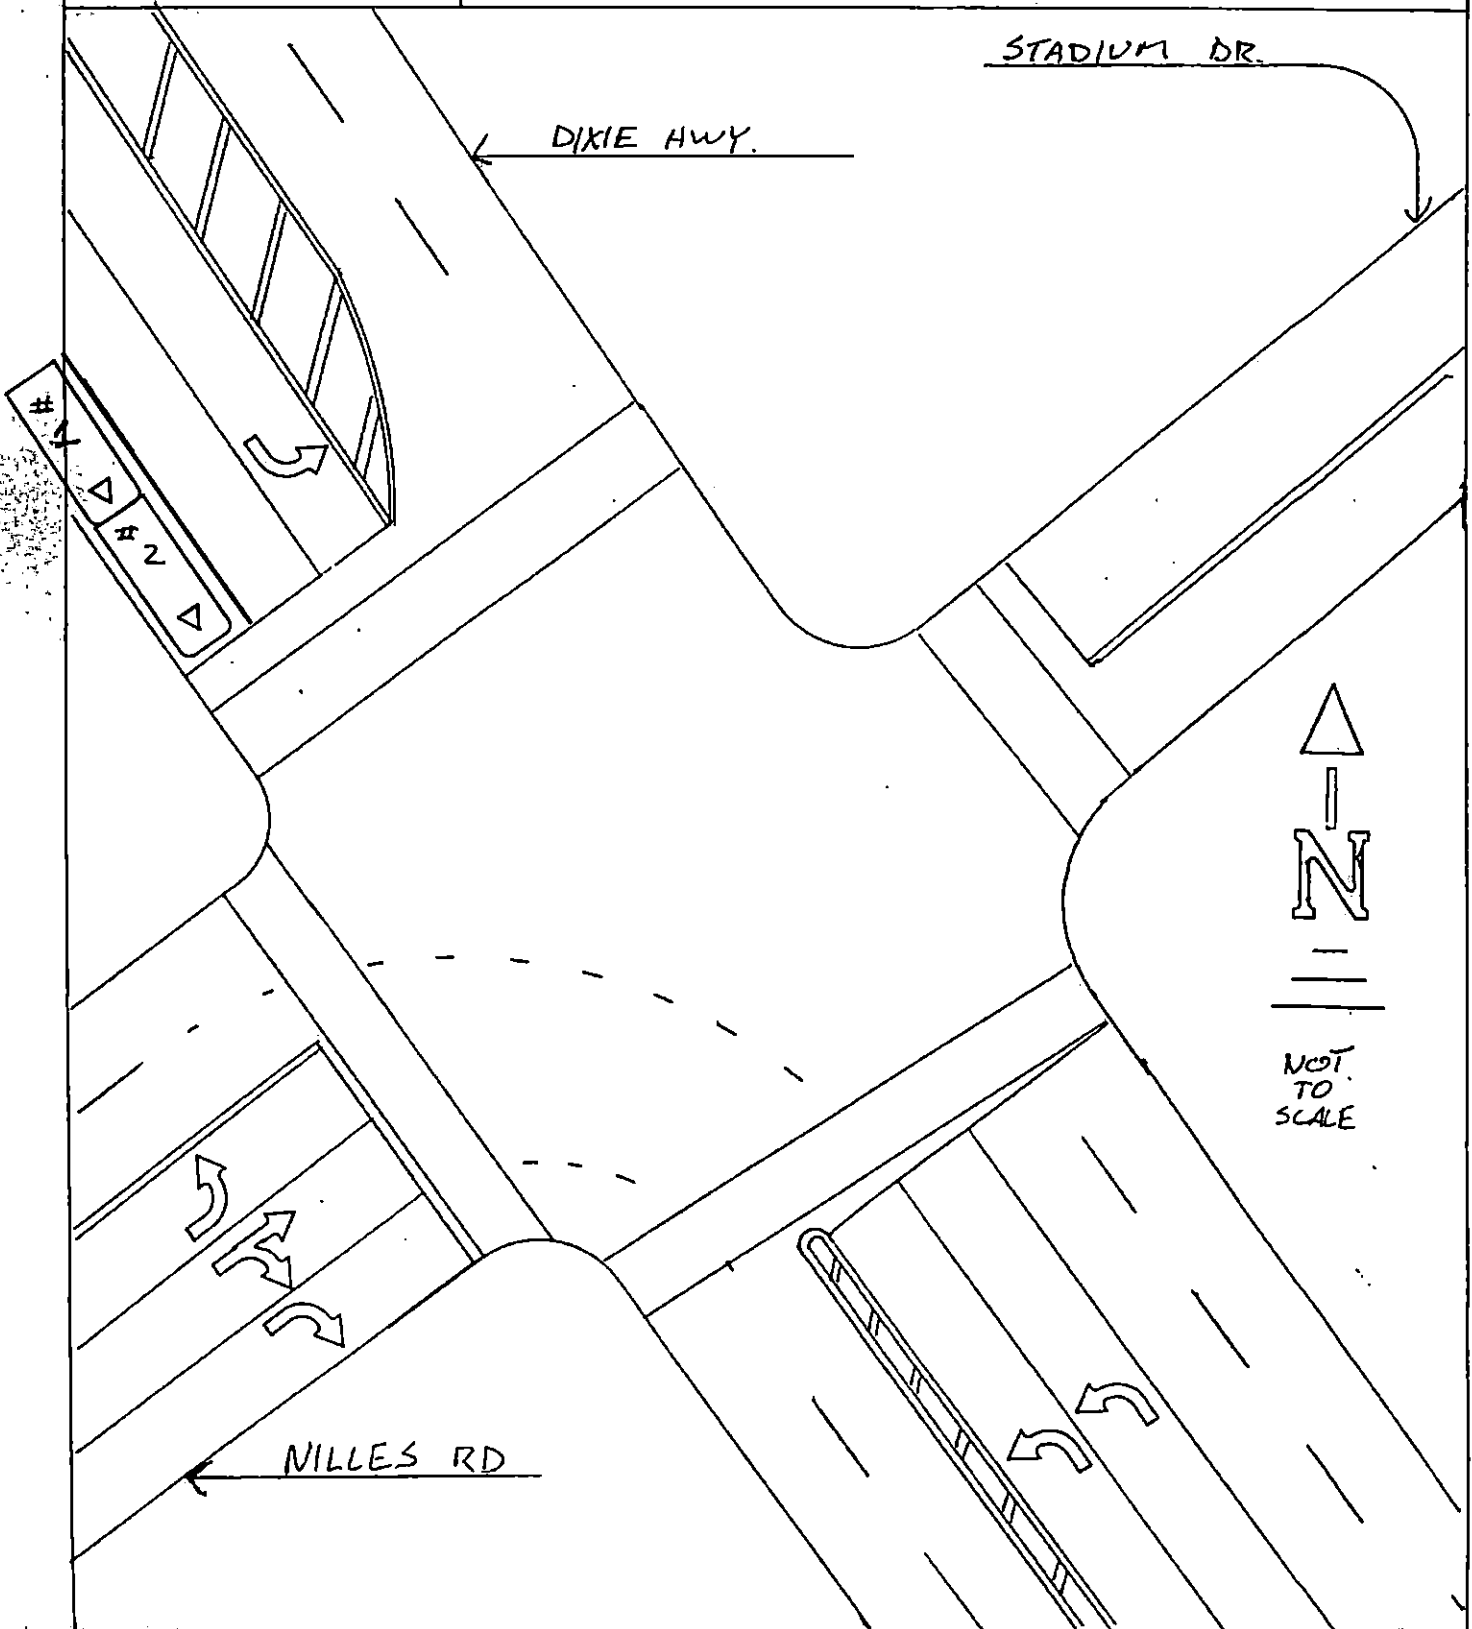 STADIUM DR.
DIXIE HWY.
# 1
# 2
N
NOT.
TO
SCALE
NILLES RD